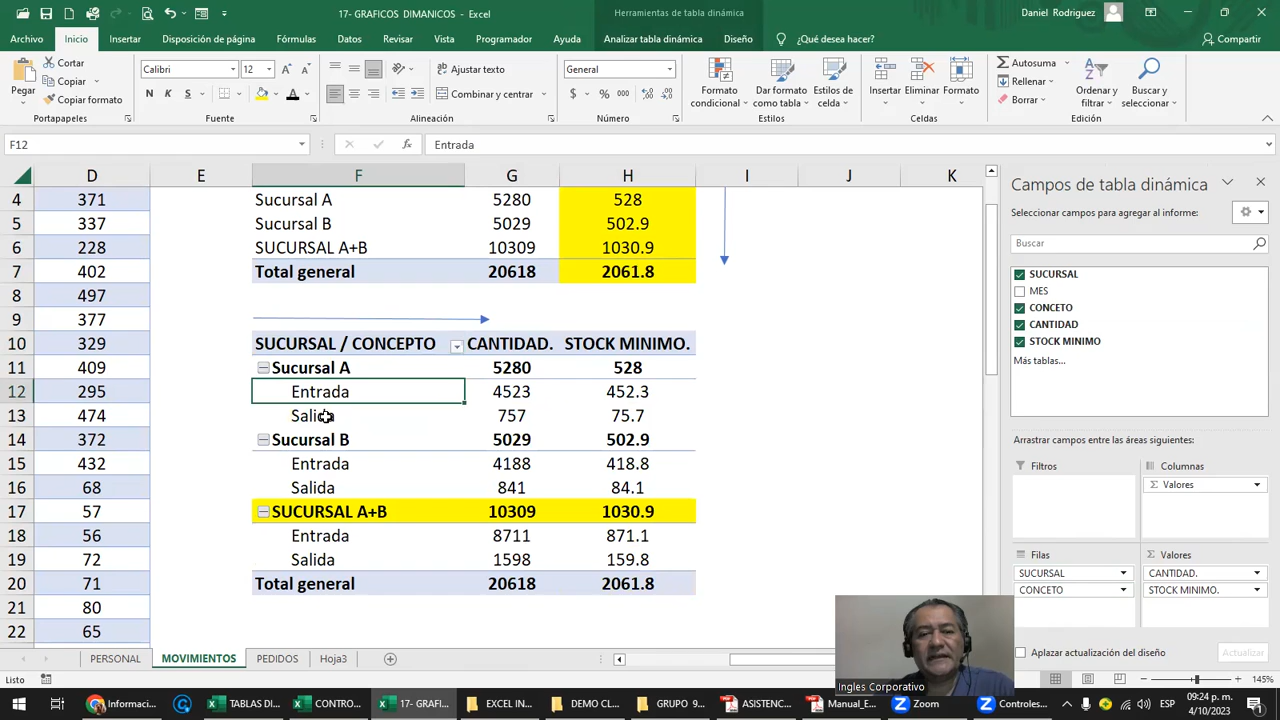 17- GRAFICOS DIMANICOS - Excel
Herramientas de tabla dinámica
Daniel Rodriguez
Archivo Inicio Insertar Disposición de página Fórmulas Datos Revisar Vista Programador Ayuda Analizar tabla dinámica Diseño ¿Qué desea hacer? Compartir
Pegar
Cortar
Copiar
Copiar formato
Portapapeles
Calibri 12
N K S
Fuente
Ajustar texto
Combinar y centrar
Alineación
General
$ % 000
Número
Formato condicional
Dar formato como tabla
Estilos de celda
Estilos
Insertar Eliminar Formato
Celdas
Autosuma
Rellenar
Borrar
Ordenar y filtrar
Buscar y seleccionar
Edición
F12 fx Entrada
D E F G H I J K
4 371 Sucursal A 5280 528
5 337 Sucursal B 5029 502.9
6 228 SUCURSAL A+B 10309 1030.9
7 402 Total general 20618 2061.8
8 497
9 377
10 329 SUCURSAL / CONCEPTO CANTIDAD. STOCK MINIMO.
11 409 Sucursal A 5280 528
12 295 Entrada 4523 452.3
13 474 Salida 757 75.7
14 372 Sucursal B 5029 502.9
15 432 Entrada 4188 418.8
16 68 Salida 841 84.1
17 57 SUCURSAL A+B 10309 1030.9
18 56 Entrada 8711 871.1
19 72 Salida 1598 159.8
20 71 Total general 20618 2061.8
21 80
22 65
Campos de tabla dinámica
Seleccionar campos para agregar al informe:
Buscar
SUCURSAL
MES
CONCETO
CANTIDAD
STOCK MINIMO
Más tablas...
Arrastrar campos entre las áreas siguientes:
Filtros
Columnas
Σ Valores
Filas
SUCURSAL
CONCETO
Σ Valores
CANTIDAD.
STOCK MINIMO.
Aplazar actualización del diseño Actualizar
Ingles Corporativo
PERSONAL MOVIMIENTOS PEDIDOS Hoja3
Listo
145%
Informaci TABLAS DI CONTRO 17- GRAFI EXCEL IN DEMO CL GRUPO 9 ASISTENC Manual_E Zoom Controles
ESP
09:24 p. m.
4/10/2023